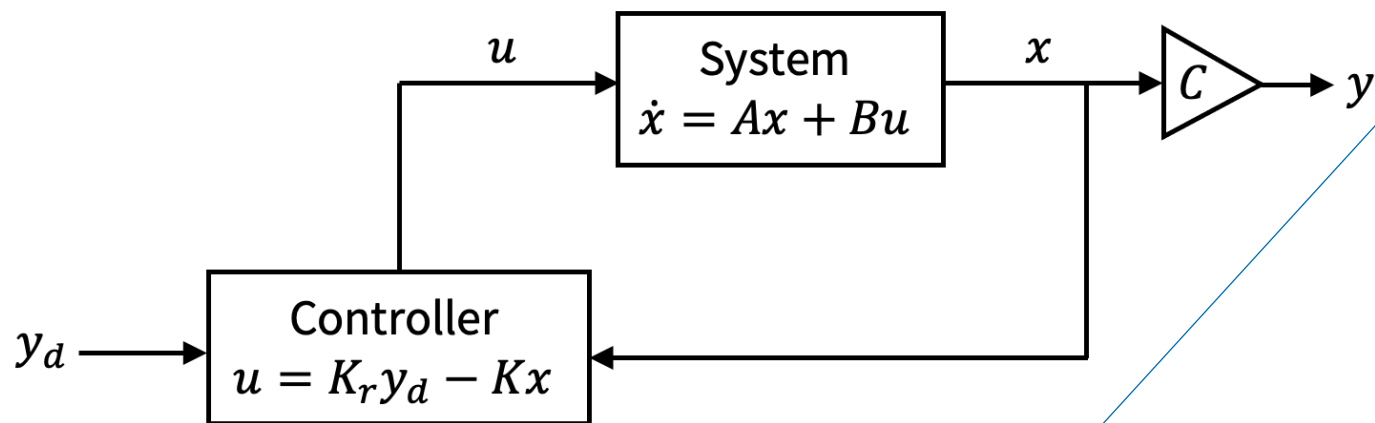 u
System
ẋ = Ax + Bu
x
C
y
y_d
Controller
u = K_r y_d − Kx